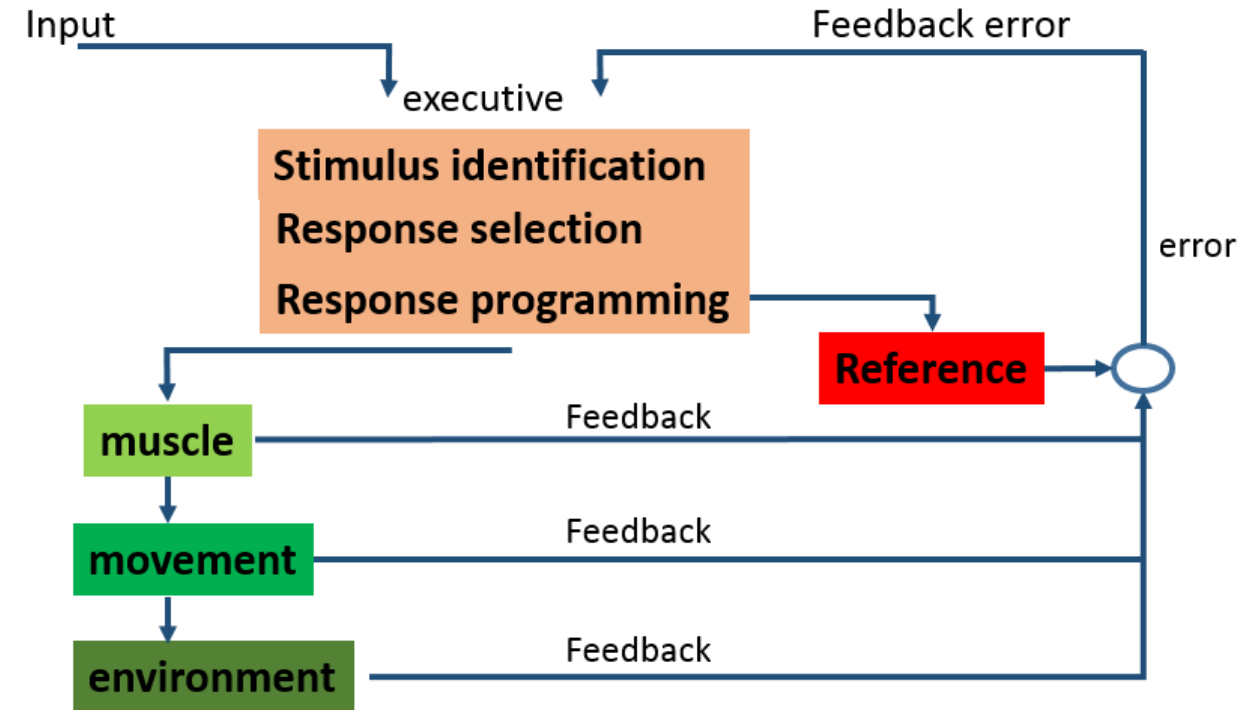 Input
Feedback error
executive
Stimulus identification
Response selection
Response programming
error
Reference
muscle
Feedback
movement
Feedback
environment
Feedback